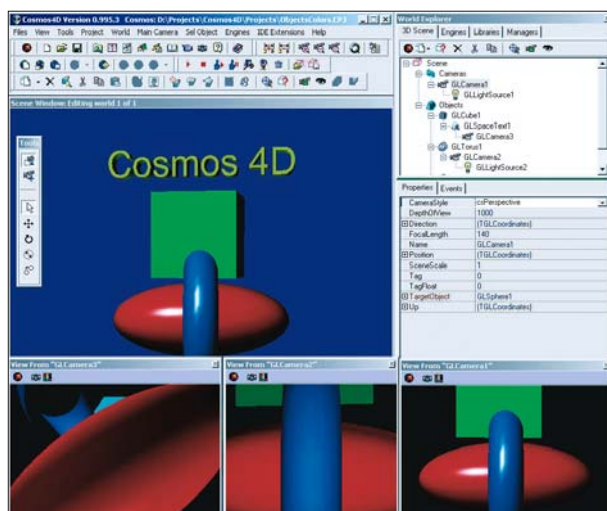 Cosmos4D Version 0.995.3 Cosmos: D:\Projects\Cosmos4D\Projects\ObjectsColors.CP3
Files View Tools Project World Main Camera Sel Object Engines IDE Extensions Help
Scene Window: Editing world 1 of 1
Tools
Cosmos 4D
World Explorer
3D Scene Engines Libraries Managers
Scene
Cameras
GLCamera1
GLLightSource1
Objects
GLCube1
GLSpaceText1
GLCamera3
GLTorus1
GLCamera2
GLLightSource2
Properties Events
CameraStyle csPerspective
DepthOfView 1000
Direction (TGLCoordinates)
FocalLength 140
Name GLCamera1
Position (TGLCoordinates)
SceneScale 1
Tag 0
TagFloat 0
TargetObject GLSphere1
Up (TGLCoordinates)
View From "GLCamera3"
View From "GLCamera2"
View From "GLCamera1"